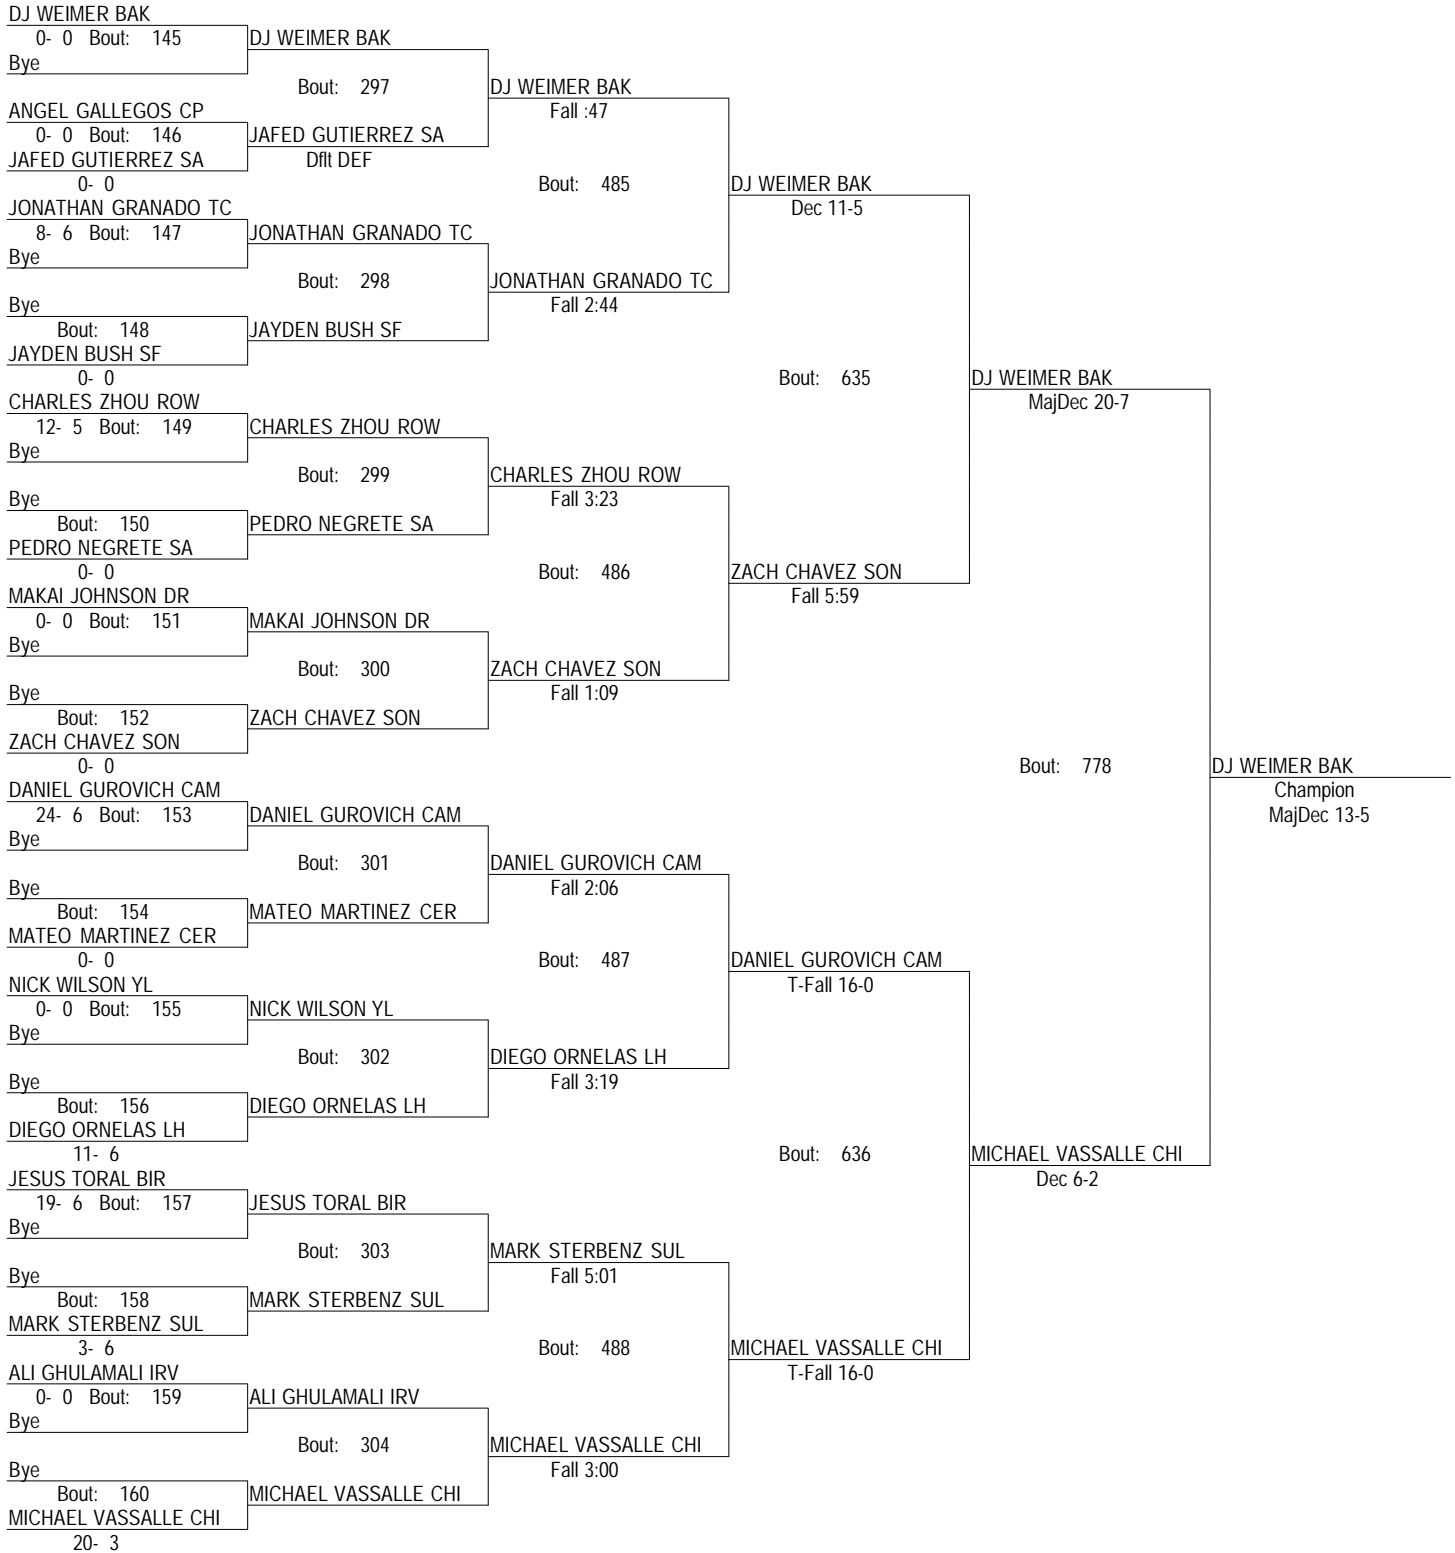 DJ WEIMER BAK
0- 0 Bout: 145
DJ WEIMER BAK
Bye
Bout: 297
DJ WEIMER BAK
Fall :47
ANGEL GALLEGOS CP
0- 0 Bout: 146
JAFED GUTIERREZ SA
JAFED GUTIERREZ SA
Dflt DEF
0- 0
Bout: 485
DJ WEIMER BAK
Dec 11-5
JONATHAN GRANADO TC
8- 6 Bout: 147
JONATHAN GRANADO TC
Bye
Bout: 298
JONATHAN GRANADO TC
Fall 2:44
Bye
Bout: 148
JAYDEN BUSH SF
JAYDEN BUSH SF
0- 0
Bout: 635
DJ WEIMER BAK
MajDec 20-7
CHARLES ZHOU ROW
12- 5 Bout: 149
CHARLES ZHOU ROW
Bye
Bout: 299
CHARLES ZHOU ROW
Fall 3:23
Bye
Bout: 150
PEDRO NEGRETE SA
PEDRO NEGRETE SA
0- 0
Bout: 486
ZACH CHAVEZ SON
Fall 5:59
MAKAI JOHNSON DR
0- 0 Bout: 151
MAKAI JOHNSON DR
Bye
Bout: 300
ZACH CHAVEZ SON
Fall 1:09
Bye
Bout: 152
ZACH CHAVEZ SON
ZACH CHAVEZ SON
0- 0
Bout: 778
DJ WEIMER BAK
Champion
MajDec 13-5
DANIEL GUROVICH CAM
24- 6 Bout: 153
DANIEL GUROVICH CAM
Bye
Bout: 301
DANIEL GUROVICH CAM
Fall 2:06
Bye
Bout: 154
MATEO MARTINEZ CER
MATEO MARTINEZ CER
0- 0
Bout: 487
DANIEL GUROVICH CAM
T-Fall 16-0
NICK WILSON YL
0- 0 Bout: 155
NICK WILSON YL
Bye
Bout: 302
DIEGO ORNELAS LH
Fall 3:19
Bye
Bout: 156
DIEGO ORNELAS LH
DIEGO ORNELAS LH
11- 6
Bout: 636
MICHAEL VASSALLE CHI
Dec 6-2
JESUS TORAL BIR
19- 6 Bout: 157
JESUS TORAL BIR
Bye
Bout: 303
MARK STERBENZ SUL
Fall 5:01
Bye
Bout: 158
MARK STERBENZ SUL
MARK STERBENZ SUL
3- 6
Bout: 488
MICHAEL VASSALLE CHI
T-Fall 16-0
ALI GHULAMALI IRV
0- 0 Bout: 159
ALI GHULAMALI IRV
Bye
Bout: 304
MICHAEL VASSALLE CHI
Fall 3:00
Bye
Bout: 160
MICHAEL VASSALLE CHI
MICHAEL VASSALLE CHI
20- 3